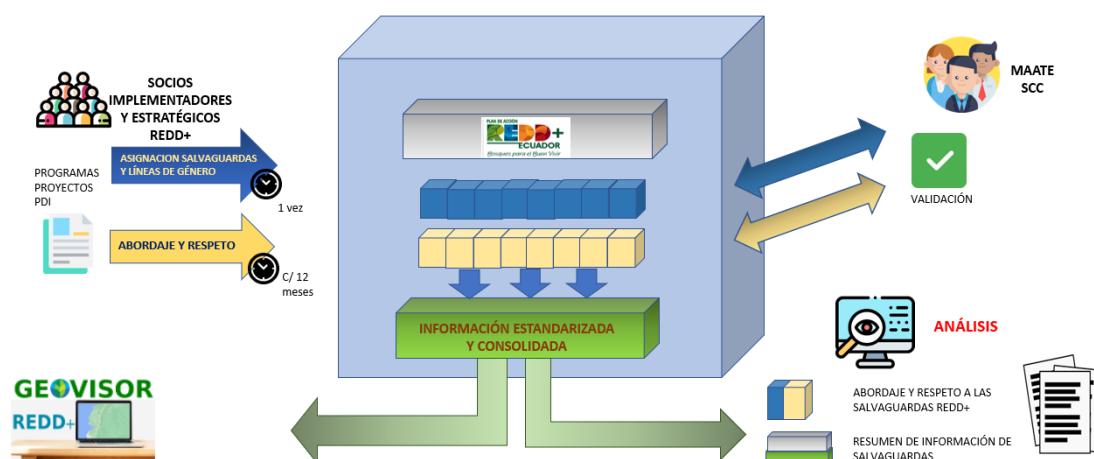 SOCIOS
IMPLEMENTADORES
Y ESTRATÉGICOS
REDD+
ASIGNACION SALVAGUARDAS
Y LÍNEAS DE GÉNERO
PROGRAMAS
PROYECTOS
PDI
1 vez
ABORDAJE Y RESPETO
C/ 12
meses
PLAN DE ACCIÓN
REDD+
ECUADOR
Bosques para el Buen Vivir
INFORMACIÓN ESTANDARIZADA
Y CONSOLIDADA
MAATE
SCC
VALIDACIÓN
ANÁLISIS
ABORDAJE Y RESPETO A LAS
SALVAGUARDAS REDD+
RESUMEN DE INFORMACIÓN DE
SALVAGUARDAS
GEOVISOR
REDD+